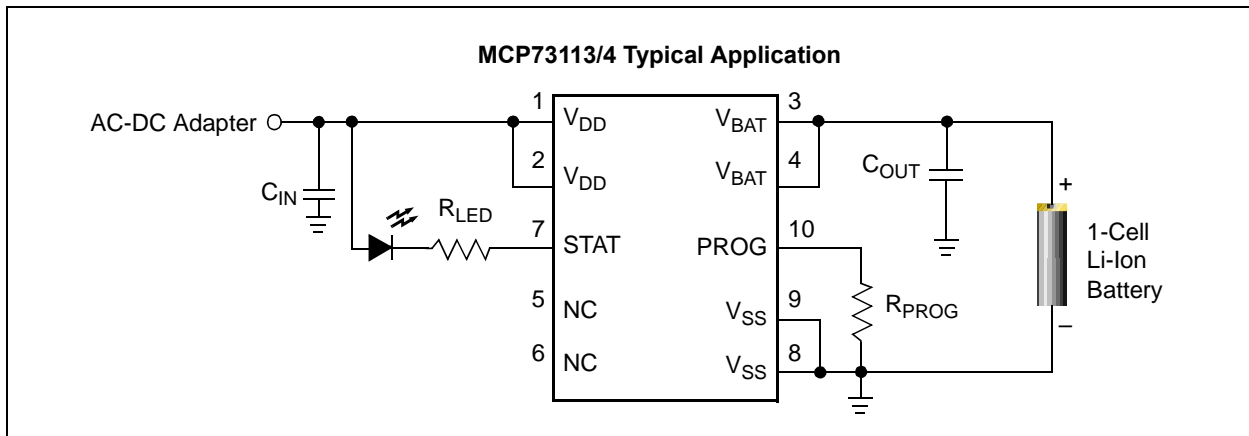 MCP73113/4 Typical Application
AC-DC Adapter
CIN
RLED
1
VDD
2
VDD
7
STAT
5
NC
6
NC
3
VBAT
4
VBAT
10
PROG
9
VSS
8
VSS
COUT
RPROG
+
1-Cell
Li-Ion
Battery
–